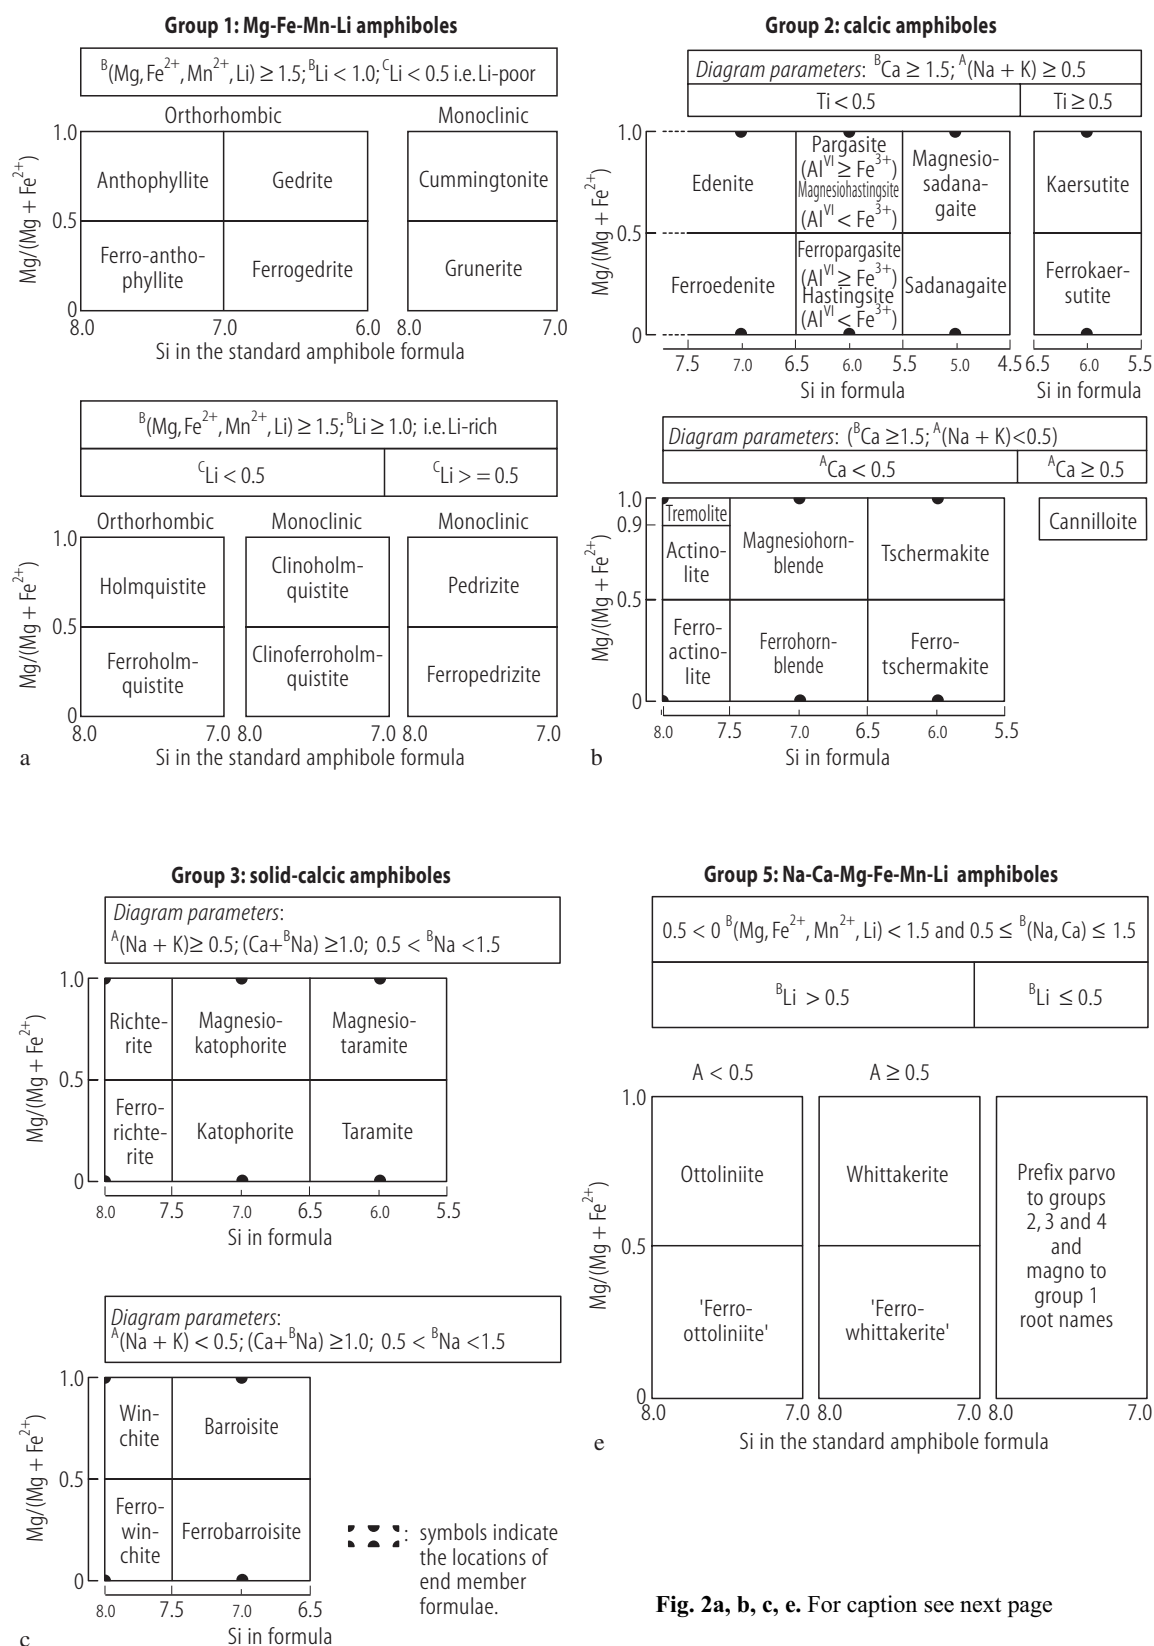 Group 1: Mg-Fe-Mn-Li amphiboles
B(Mg, Fe2+, Mn2+, Li) ≥ 1.5; BLi < 1.0; CLi < 0.5 i.e. Li-poor
Orthorhombic
Monoclinic
Mg/(Mg + Fe2+)
1.0
0.5
0
Anthophyllite
Gedrite
Cummingtonite
Ferro-antho-
phyllite
Ferrogedrite
Grunerite
8.0
7.0
6.0
8.0
7.0
Si in the standard amphibole formula
B(Mg, Fe2+, Mn2+, Li) ≥ 1.5; BLi ≥ 1.0; i.e. Li-rich
CLi < 0.5
CLi > = 0.5
Orthorhombic
Monoclinic
Monoclinic
Mg/(Mg + Fe2+)
1.0
0.5
0
Holmquistite
Clinoholm-
quistite
Pedrizite
Ferroholm-
quistite
Clinoferroholm-
quistite
Ferropedrizite
8.0
7.0
8.0
7.0
8.0
7.0
Si in the standard amphibole formula
a
Group 2: calcic amphiboles
Diagram parameters: BCa ≥ 1.5; A(Na + K) ≥ 0.5
Ti < 0.5
Ti ≥ 0.5
Mg/(Mg + Fe2+)
1.0
0.5
0
Edenite
Pargasite
(AlVI ≥ Fe3+)
Magnesiohastingsite
(AlVI < Fe3+)
Magnesio-
sadana-
gaite
Kaersutite
Ferroedenite
Ferropargasite
(AlVI ≥ Fe3+)
Hastingsite
(AlVI < Fe3+)
Sadanagaite
Ferrokaer-
sutite
7.5
7.0
6.5
6.0
5.5
5.0
4.5
6.5
6.0
5.5
Si in formula
Si in formula
Diagram parameters: (BCa ≥1.5; A(Na + K)<0.5)
ACa < 0.5
ACa ≥ 0.5
Mg/(Mg + Fe2+)
1.0
0.9
0.5
0
Tremolite
Actino-
lite
Magnesiohorn-
blende
Tschermakite
Cannilloite
Ferro-
actino-
lite
Ferrohorn-
blende
Ferro-
tschermakite
8.0
7.5
7.0
6.5
6.0
5.5
Si in formula
b
Group 3: solid-calcic amphiboles
Diagram parameters:
A(Na + K)≥ 0.5; (Ca+BNa) ≥1.0; 0.5 < BNa <1.5
Mg/(Mg + Fe2+)
1.0
0.5
0
Richte-
rite
Magnesio-
katophorite
Magnesio-
taramite
Ferro-
richte-
rite
Katophorite
Taramite
8.0
7.5
7.0
6.5
6.0
5.5
Si in formula
Diagram parameters:
A(Na + K) < 0.5; (Ca+BNa) ≥1.0; 0.5 < BNa <1.5
Mg/(Mg + Fe2+)
1.0
0.5
0
Win-
chite
Barroisite
Ferro-
win-
chite
Ferrobarroisite
8.0
7.5
7.0
6.5
Si in formula
c
: symbols indicate
the locations of
end member
formulae.
Group 5: Na-Ca-Mg-Fe-Mn-Li amphiboles
0.5 < 0 B(Mg, Fe2+, Mn2+, Li) < 1.5 and 0.5 ≤ B(Na, Ca) ≤ 1.5
BLi > 0.5
BLi ≤ 0.5
A < 0.5
A ≥ 0.5
Mg/(Mg + Fe2+)
1.0
0.5
0
Ottoliniite
Whittakerite
'Ferro-
ottoliniite'
'Ferro-
whittakerite'
Prefix parvo
to groups
2, 3 and 4
and
magno to
group 1
root names
8.0
7.0
8.0
7.0
8.0
7.0
Si in the standard amphibole formula
e
Fig. 2a, b, c, e. For caption see next page